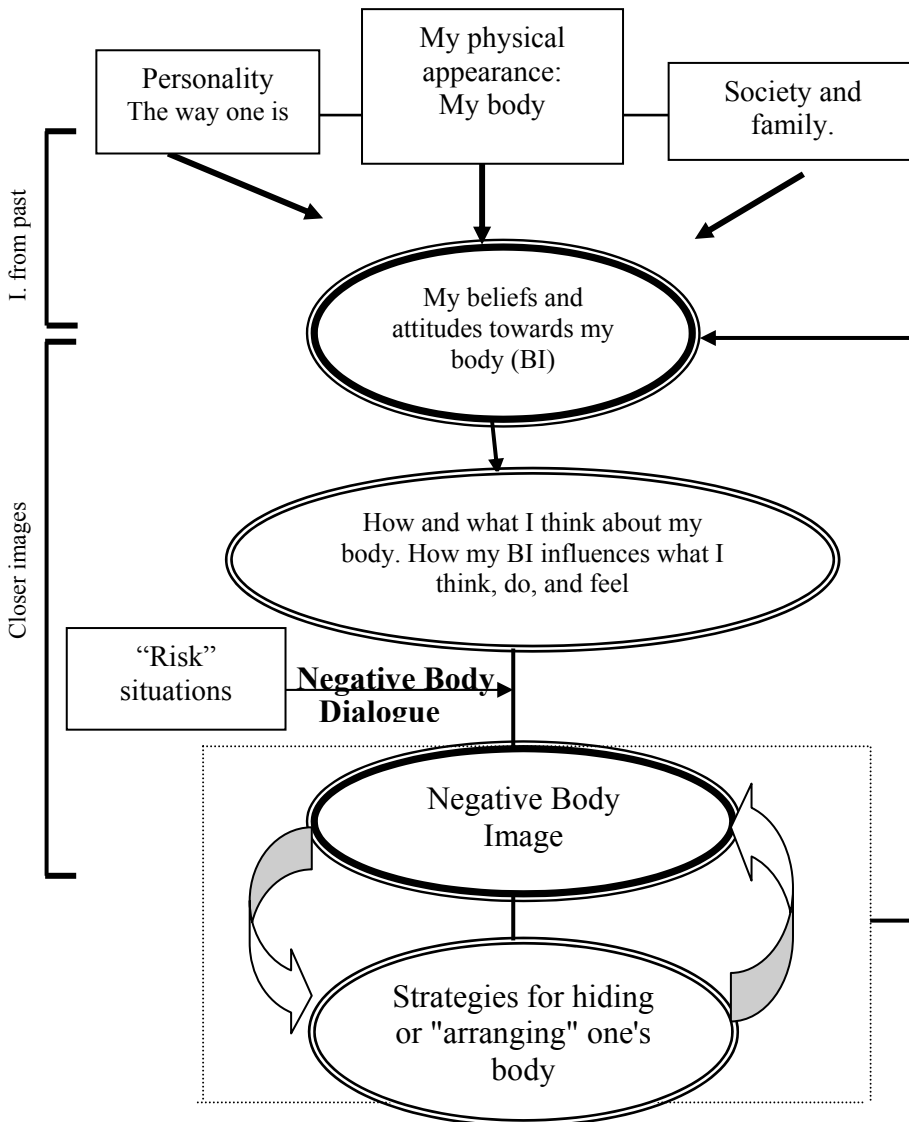 My physical
appearance:
My body
Personality
The way one is
Society and
family.
I. from past
My beliefs and
attitudes towards my
body (BI)
Closer images
How and what I think about my
body. How my BI influences what I
think, do, and feel
“Risk”
situations
Negative Body
Dialogue
Negative Body
Image
Strategies for hiding
or "arranging" one's
body